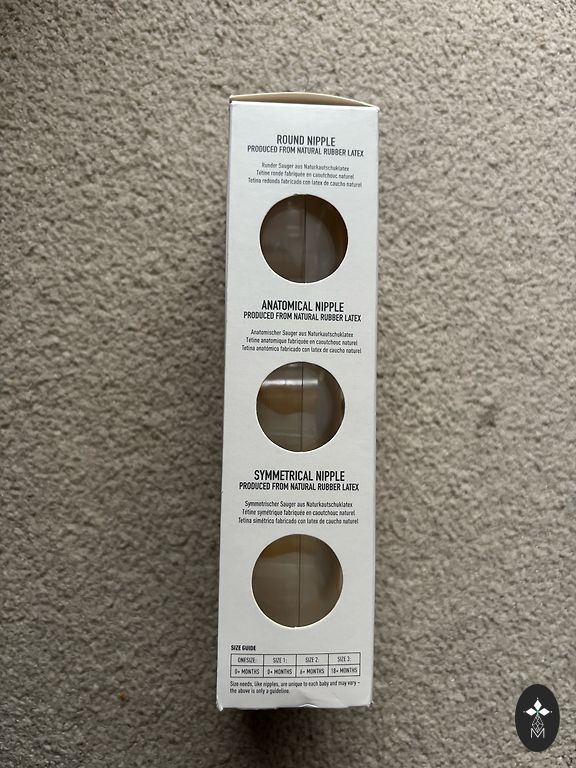 ROUND NIPPLE
PRODUCED FROM NATURAL RUBBER LATEX
Runder Sauger aus Naturkautschuklatex
Tétine ronde fabriquée en caoutchouc naturel
Tetina redonda fabricado con latex de caucho naturel
ANATOMICAL NIPPLE
PRODUCED FROM NATURAL RUBBER LATEX
Anatomischer Sauger aus Naturkautschuklatex
Tétine anatomique fabriquée en caoutchouc naturel
Tetina anatómico fabricado con latex de caucho naturel
SYMMETRICAL NIPPLE
PRODUCED FROM NATURAL RUBBER LATEX
Symmetrischer Sauger aus Naturkautschuklatex
Tétine symétrique fabriquée en caoutchouc naturel
Tetina simétrico fabricado con latex de caucho naturel
SIZE GUIDE
ONESIZE: SIZE 1: SIZE 2: SIZE 3:
0+ MONTHS 0+ MONTHS 6+ MONTHS 18+ MONTHS
Size needs, like nipples, are unique to each baby and may vary –
the above is only a guideline.
M